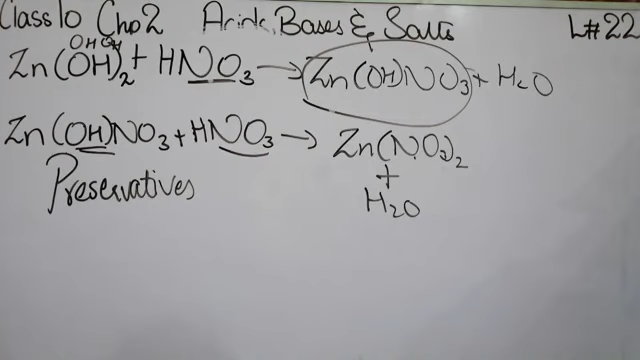 Class 10 Ch#2 Acids, Bases & Salts L#22
OH OH
Zn(OH)2 + HNO3 → Zn(OH)NO3 + H2O
Zn(OH)NO3 + HNO3 → Zn(NO3)2
+
H2O
Preservatives